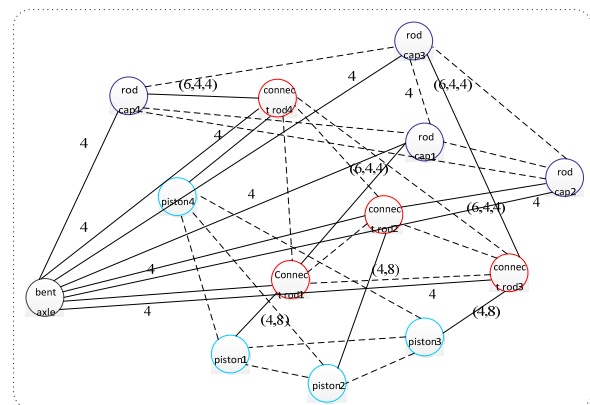 rod
cap3
(6,4,4)
4
(6,4,4)
rod
cap4
connec
t rod4
4
4
4
rod
cap1
(6,4,4)
rod
cap2
4
piston4
4
(6,4,4)
connec
t rod2
4
4
(4,8)
connec
t rod3
Connec
t rod1
bent
axle
4
4
(4,8)
(4,8)
piston1
piston3
piston2